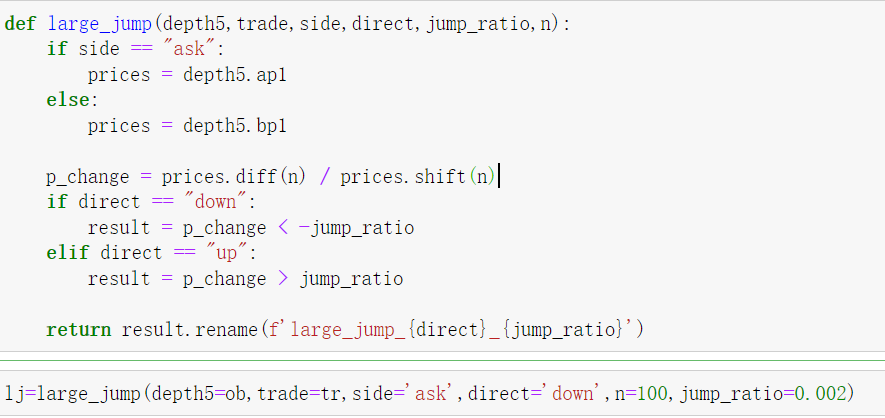 def large_jump(depth5,trade,side,direct,jump_ratio,n):
    if side == "ask":
        prices = depth5.ap1
    else:
        prices = depth5.bp1

    p_change = prices.diff(n) / prices.shift(n)
    if direct == "down":
        result = p_change < -jump_ratio
    elif direct == "up":
        result = p_change > jump_ratio

    return result.rename(f'large_jump_{direct}_{jump_ratio}')
lj=large_jump(depth5=ob,trade=tr,side='ask',direct='down',n=100,jump_ratio=0.002)